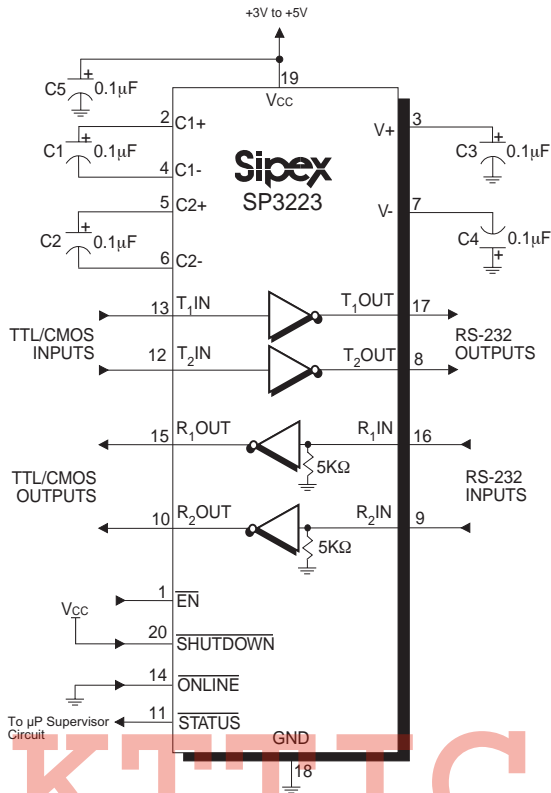 +3V to +5V
19
VCC
C5 + 0.1µF
2 C1+
C1 + 0.1µF
4 C1-
5 C2+
C2 + 0.1µF
6 C2-
Sipex
SP3223
V+ 3
C3 + 0.1µF
V- 7
C4 0.1µF +
TTL/CMOS
INPUTS
13 T1IN
T1OUT 17
12 T2IN
T2OUT 8
RS-232
OUTPUTS
TTL/CMOS
OUTPUTS
15 R1OUT
R1IN 16
5KΩ
10 R2OUT
R2IN 9
5KΩ
RS-232
INPUTS
1 EN
VCC
20 SHUTDOWN
14 ONLINE
To µP Supervisor
Circuit
11 STATUS
GND
18
KTTIC